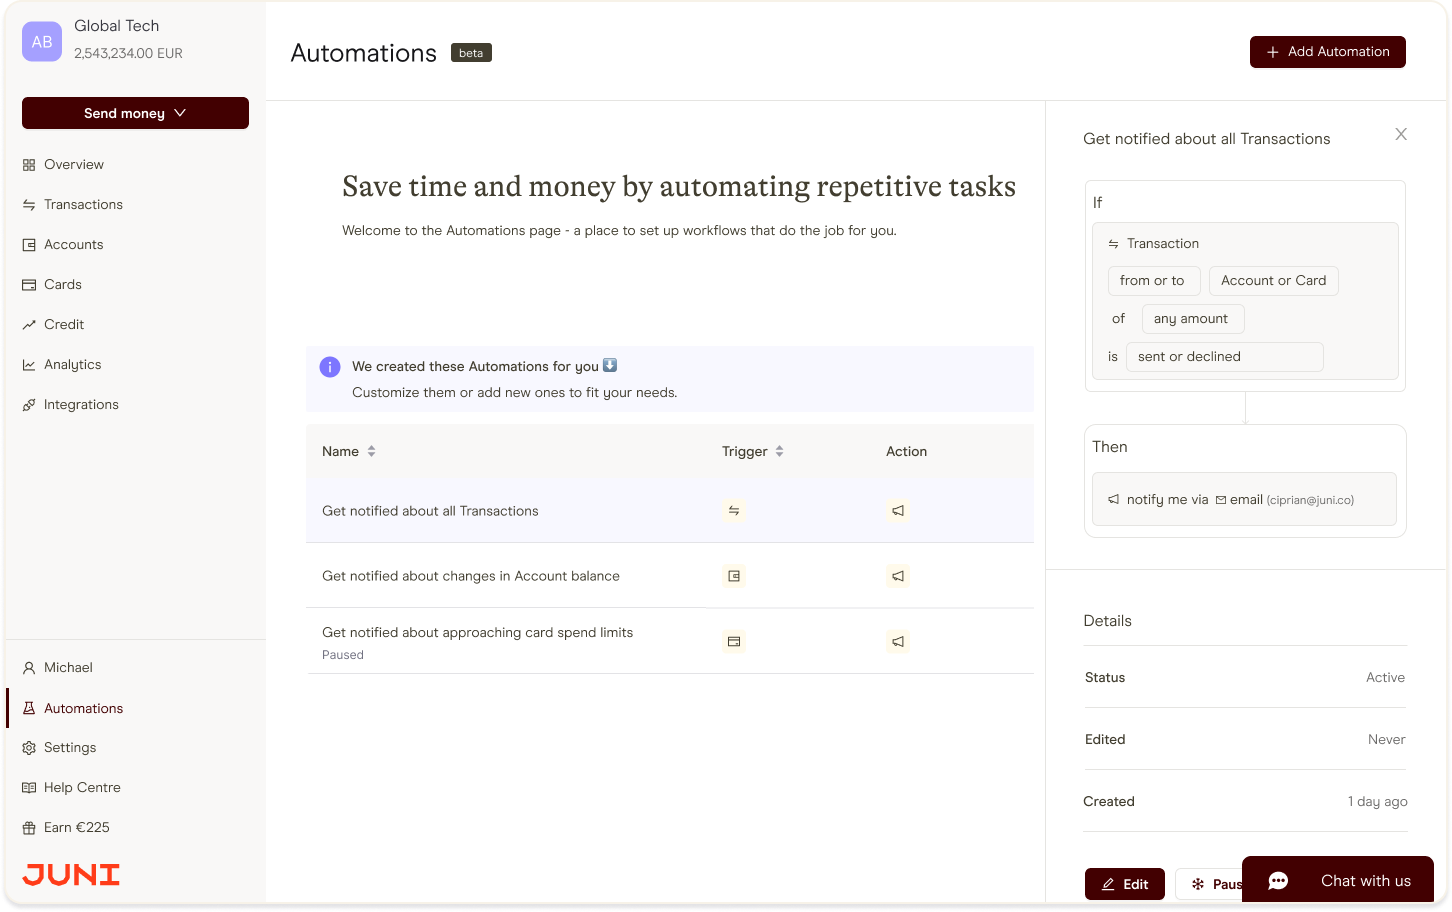 AB
Global Tech
2,543,234.00 EUR
Send money
Overview
Transactions
Accounts
Cards
Credit
Analytics
Integrations
Michael
Automations
Settings
Help Centre
Earn €225
JUNI
Automations beta
+ Add Automation
Save time and money by automating repetitive tasks
Welcome to the Automations page - a place to set up workflows that do the job for you.
We created these Automations for you ⬇️
Customize them or add new ones to fit your needs.
Name Trigger Action
Get notified about all Transactions
Get notified about changes in Account balance
Get notified about approaching card spend limits
Paused
Get notified about all Transactions
If
Transaction
from or to Account or Card
of any amount
is sent or declined
Then
notify me via email (ciprian@juni.co)
Details
Status Active
Edited Never
Created 1 day ago
Edit Paus
Chat with us